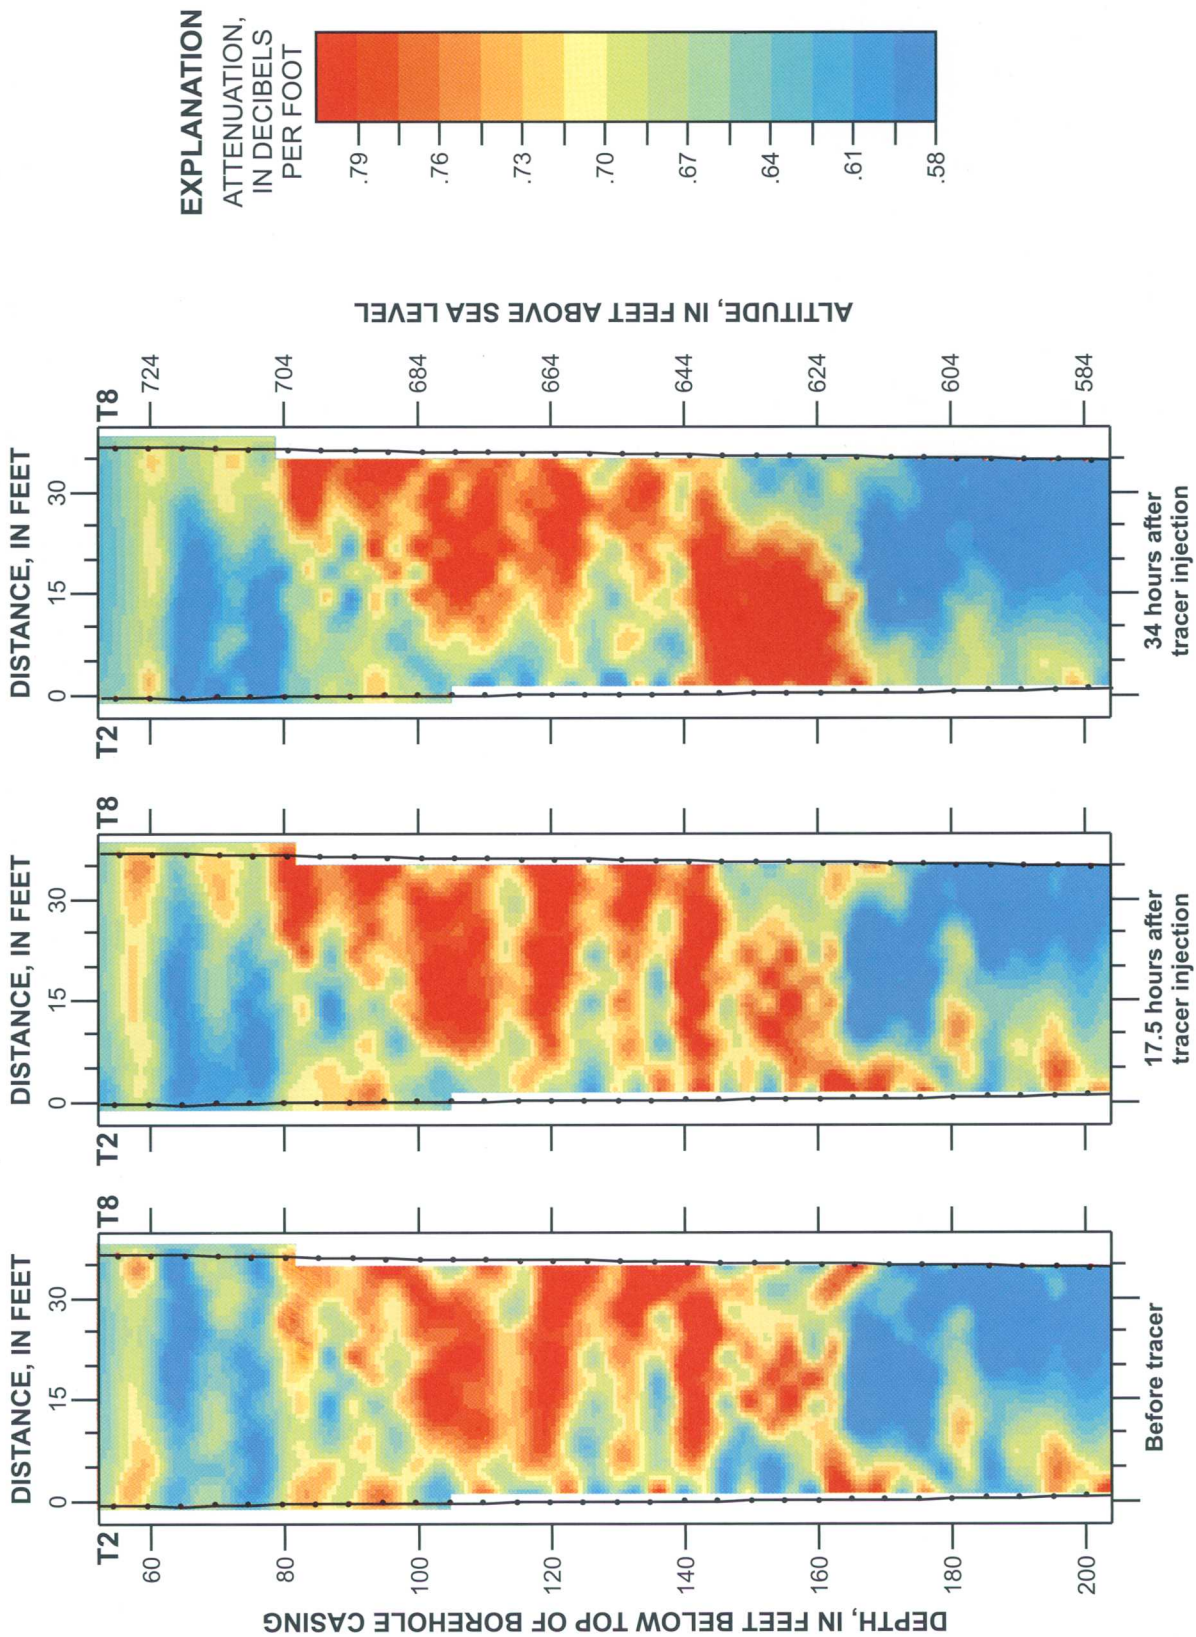 EXPLANATION
ATTENUATION,
IN DECIBELS
PER FOOT
.79
.76
.73
.70
.67
.64
.61
.58
DISTANCE, IN FEET
T2
0
15
30
T8
DISTANCE, IN FEET
T2
0
15
30
T8
DISTANCE, IN FEET
T2
0
15
30
T8
DEPTH, IN FEET BELOW TOP OF BOREHOLE CASING
60
80
100
120
140
160
180
200
724
704
684
664
644
624
604
584
ALTITUDE, IN FEET ABOVE SEA LEVEL
Before tracer
17.5 hours after
tracer injection
34 hours after
tracer injection